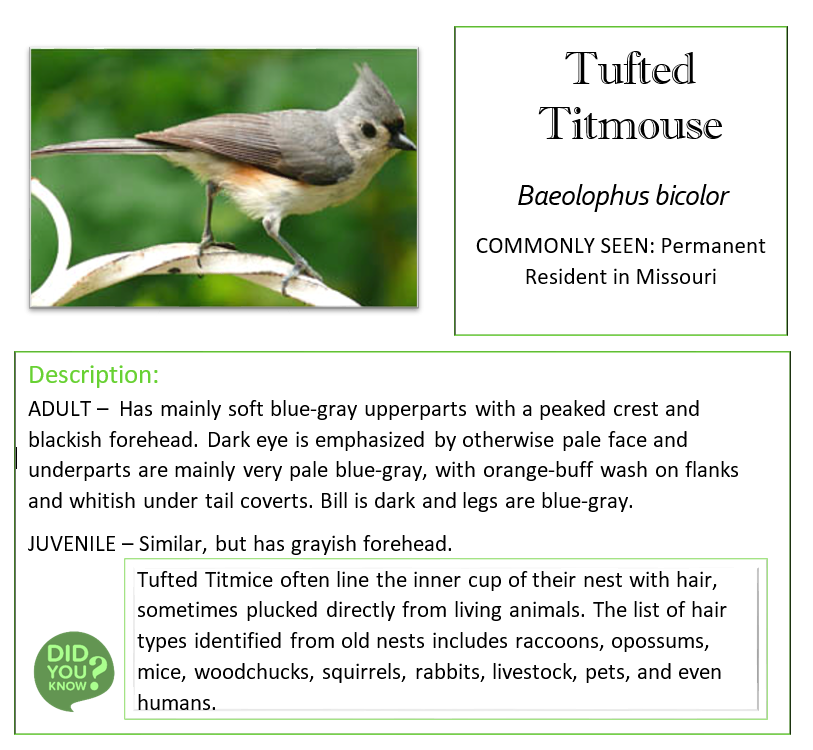 Tufted
Titmouse
Baeolophus bicolor
COMMONLY SEEN: Permanent
Resident in Missouri
Description:
ADULT – Has mainly soft blue-gray upperparts with a peaked crest and
blackish forehead. Dark eye is emphasized by otherwise pale face and
underparts are mainly very pale blue-gray, with orange-buff wash on flanks
and whitish under tail coverts. Bill is dark and legs are blue-gray.
JUVENILE – Similar, but has grayish forehead.
Tufted Titmice often line the inner cup of their nest with hair,
sometimes plucked directly from living animals. The list of hair
types identified from old nests includes raccoons, opossums,
mice, woodchucks, squirrels, rabbits, livestock, pets, and even
humans.
DID
YOU
KNOW?